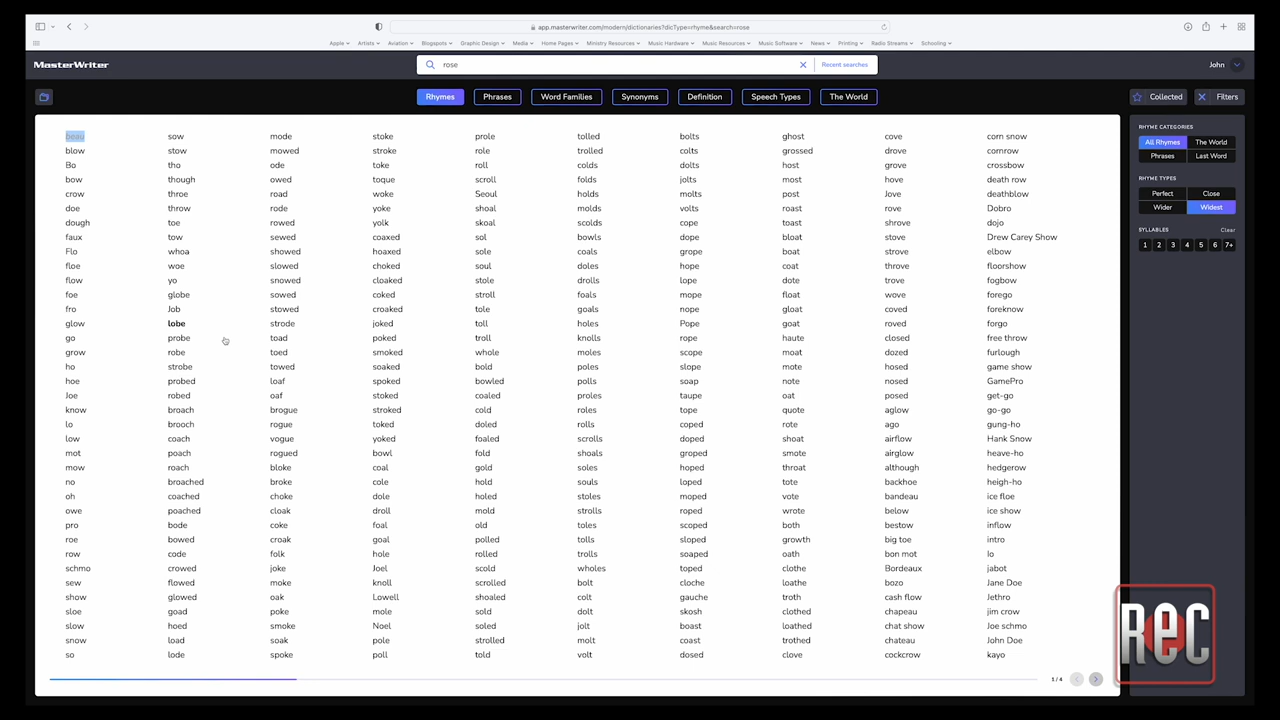 app.masterwriter.com/modern/dictionaries?dicType=rhyme&search=rose
Apple Artists Aviation Blogspots Graphic Design Media Home Pages Ministry Resources Music Hardware Music Resources Music Software News Printing Radio Streams Schooling
MasterWriter rose Recent searches John
Rhymes Phrases Word Families Synonyms Definition Speech Types The World Collected Filters
beau sow mode stoke prole tolled bolts ghost cove corn snow
blow stow mowed stroke role trolled colts grossed drove cornrow
Bo tho ode toke roll colds dolts host grove crossbow
bow though owed toque scroll folds jolts most hove death row
crow throe road woke Seoul holds molts post Jove deathblow
doe throw rode yoke shoal molds volts roast rove Dobro
dough toe rowed yolk skoal scolds cope toast shrove dojo
faux tow sewed coaxed sol bowls dope bloat stove Drew Carey Show
Flo whoa showed hoaxed sole coals grope boat strove elbow
floe woe slowed choked soul doles hope coat throve floorshow
flow yo snowed cloaked stole drolls lope dote trove fogbow
foe globe sowed coked stroll foals mope float wove forego
fro Job stowed croaked tole goals nope gloat coved foreknow
glow lobe strode joked toll holes Pope goat roved forgo
go probe toad poked troll knolls rope haute closed free throw
grow robe toed smoked whole moles scope moat dozed furlough
ho strobe towed soaked bold poles slope mote hosed game show
hoe probed loaf spoked bowled polls soap note nosed GamePro
Joe robed oaf stoked coaled proles taupe oat posed get-go
know broach brogue stroked cold roles tope quote aglow go-go
lo brooch rogue toked doled rolls coped rote ago gung-ho
low coach vogue yoked foaled scrolls doped shoat airflow Hank Snow
mot poach rogued bowl fold shoals groped smote airglow heave-ho
mow roach bloke coal gold soles hoped throat although hedgerow
no broached broke cole hold souls loped tote backhoe heigh-ho
oh coached choke dole holed stoles moped vote bandeau ice floe
owe poached cloak droll mold strolls roped wrote below ice show
pro bode coke foal old toles scoped both bestow inflow
roe bowed croak goal polled tolls sloped growth big toe intro
row code folk hole rolled trolls soaped oath bon mot Io
schmo crowed joke Joel scold wholes toped clothe Bordeaux jabot
sew flowed moke knoll scrolled bolt cloche loathe bozo Jane Doe
show glowed oak Lowell shoaled colt gauche troth cash flow Jethro
sloe goad poke mole sold dolt skosh clothed chapeau jim crow
slow hoed smoke Noel soled jolt boast loathed chat show Joe schmo
snow load soak pole strolled molt coast trothed chateau John Doe
so lode spoke poll told volt dosed clove cockcrow kayo
1 / 4
RHYME CATEGORIES
All Rhymes The World
Phrases Last Word
RHYME TYPES
Perfect Close
Wider Widest
SYLLABLES Clear
1 2 3 4 5 6 7+
REC